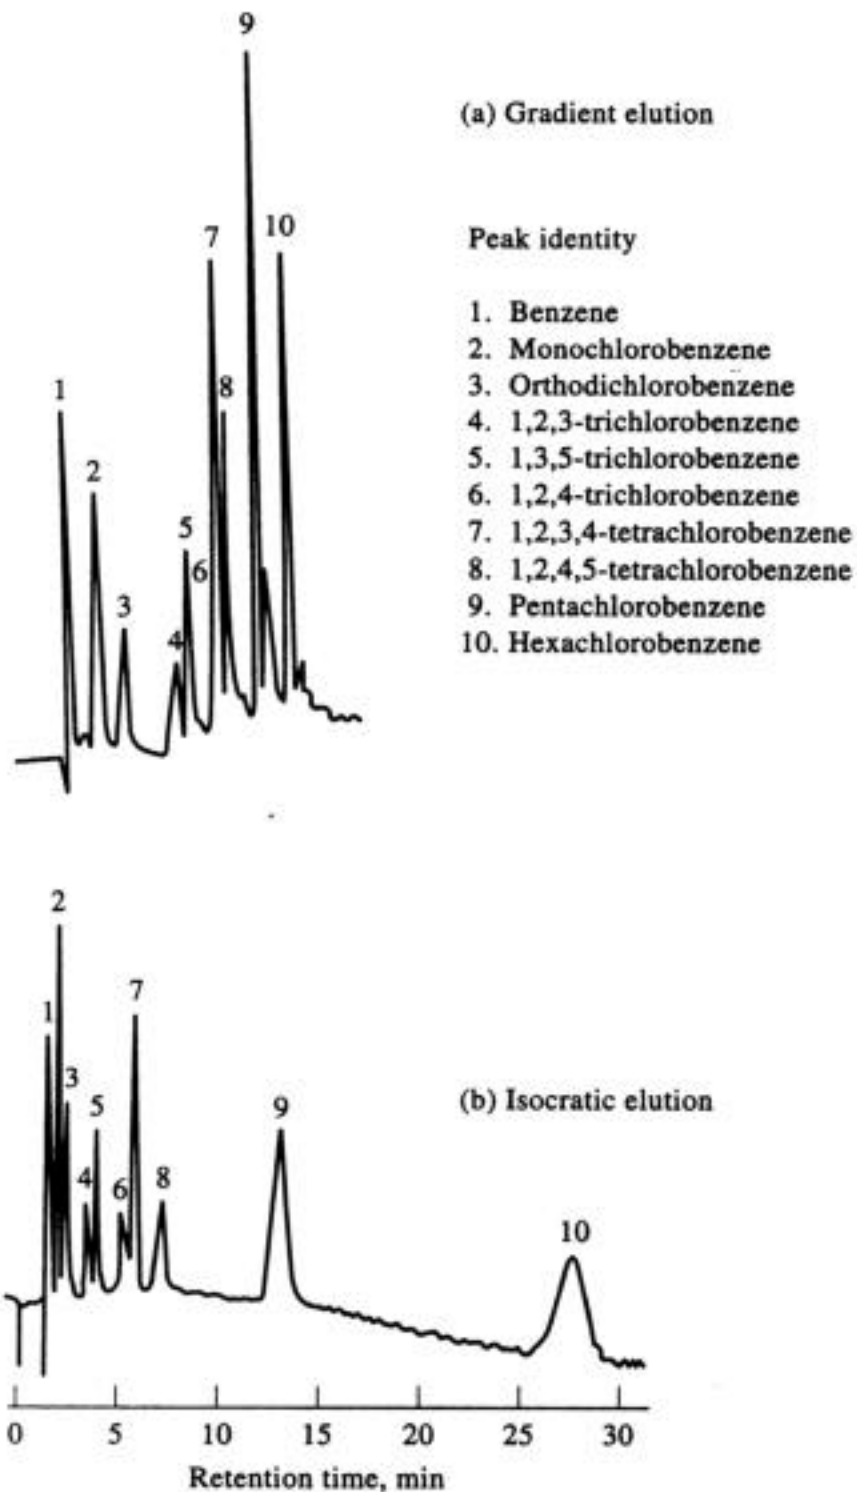 9
(a) Gradient elution
7
10
Peak identity
1. Benzene
2. Monochlorobenzene
3. Orthodichlorobenzene
4. 1,2,3-trichlorobenzene
5. 1,3,5-trichlorobenzene
6. 1,2,4-trichlorobenzene
7. 1,2,3,4-tetrachlorobenzene
8. 1,2,4,5-tetrachlorobenzene
9. Pentachlorobenzene
10. Hexachlorobenzene
1
8
2
5
6
3
4
2
7
1
3
5
9
(b) Isocratic elution
4
6
8
10
0 5 10 15 20 25 30
Retention time, min